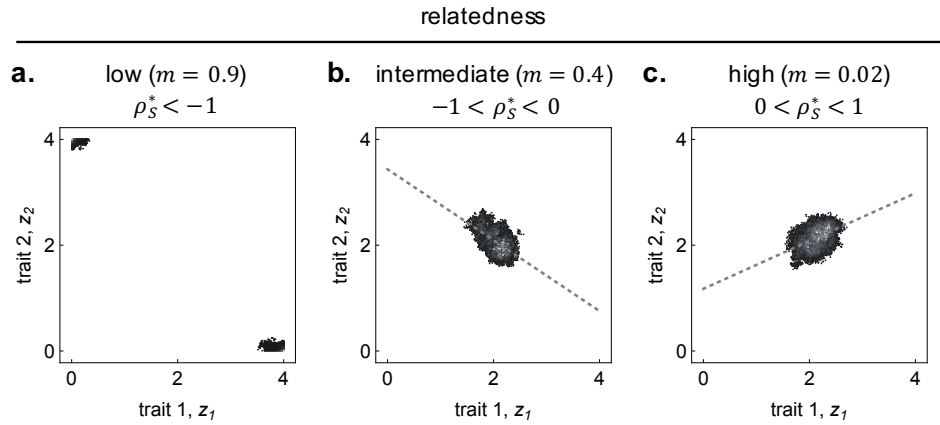 relatedness
a. low (m = 0.9)
ρ*S < −1
b. intermediate (m = 0.4)
−1 < ρ*S < 0
c. high (m = 0.02)
0 < ρ*S < 1
trait 2, z2
4
2
0
0 2 4
trait 1, z1
trait 2, z2
4
2
0
0 2 4
trait 1, z1
trait 2, z2
4
2
0
0 2 4
trait 1, z1